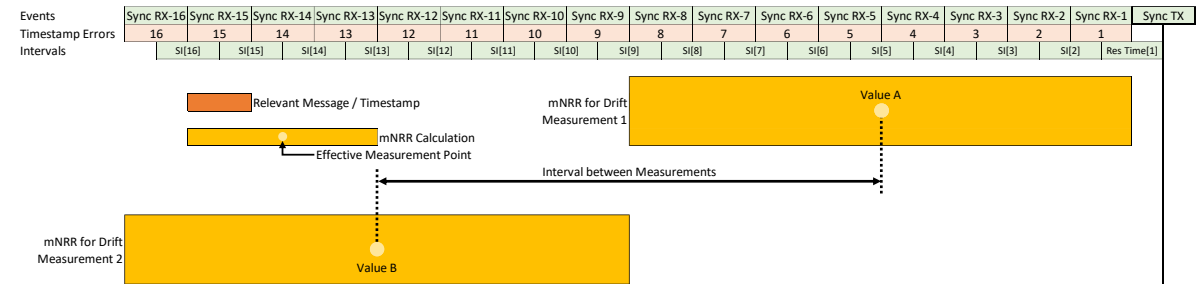 Events Sync RX-16 Sync RX-15 Sync RX-14 Sync RX-13 Sync RX-12 Sync RX-11 Sync RX-10 Sync RX-9 Sync RX-8 Sync RX-7 Sync RX-6 Sync RX-5 Sync RX-4 Sync RX-3 Sync RX-2 Sync RX-1 Sync TX
Timestamp Errors 16 15 14 13 12 11 10 9 8 7 6 5 4 3 2 1
Intervals SI[16] SI[15] SI[14] SI[13] SI[12] SI[11] SI[10] SI[9] SI[8] SI[7] SI[6] SI[5] SI[4] SI[3] SI[2] Res Time[1]
Value A
Relevant Message / Timestamp
mNRR for Drift
Measurement 1
mNRR Calculation
Effective Measurement Point
Interval between Measurements
mNRR for Drift
Measurement 2
Value B